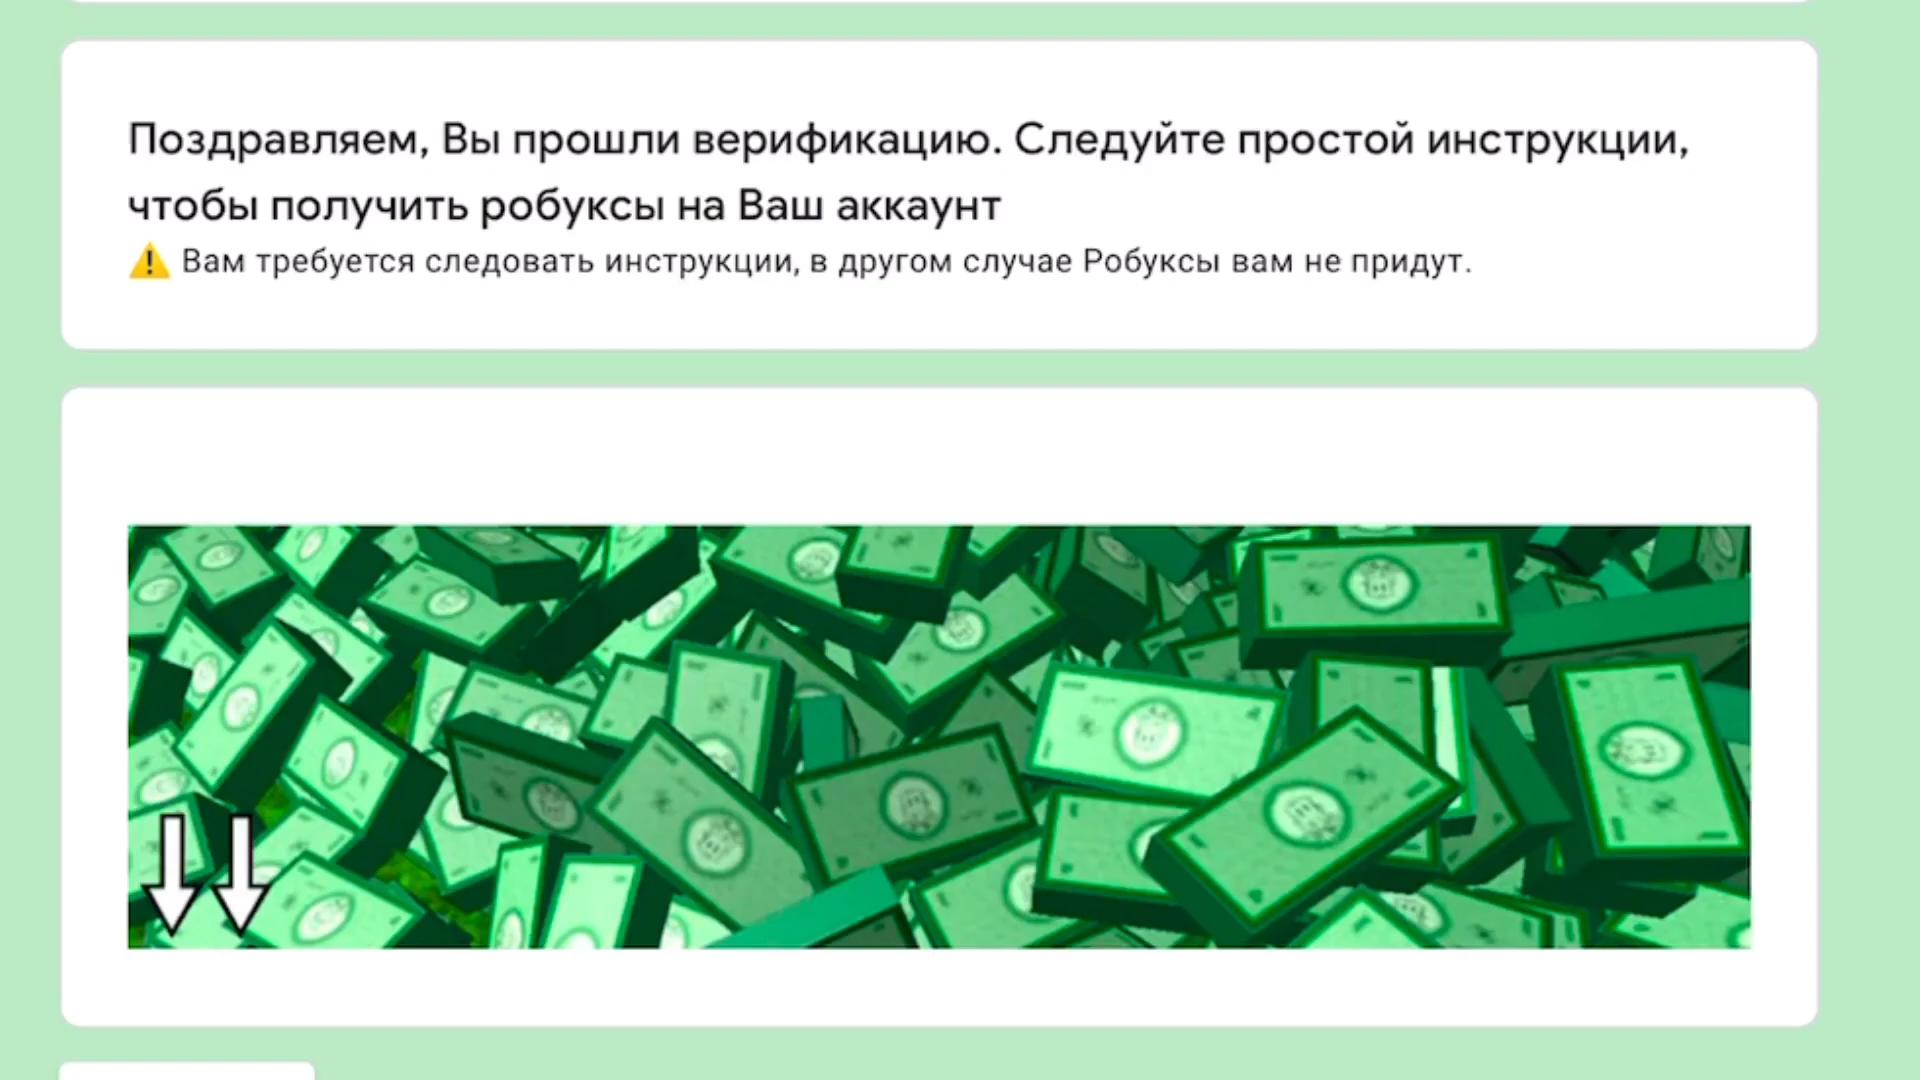 Поздравляем, Вы прошли верификацию. Следуйте простой инструкции,
чтобы получить робуксы на Ваш аккаунт
⚠️ Вам требуется следовать инструкции, в другом случае Робуксы вам не придут.